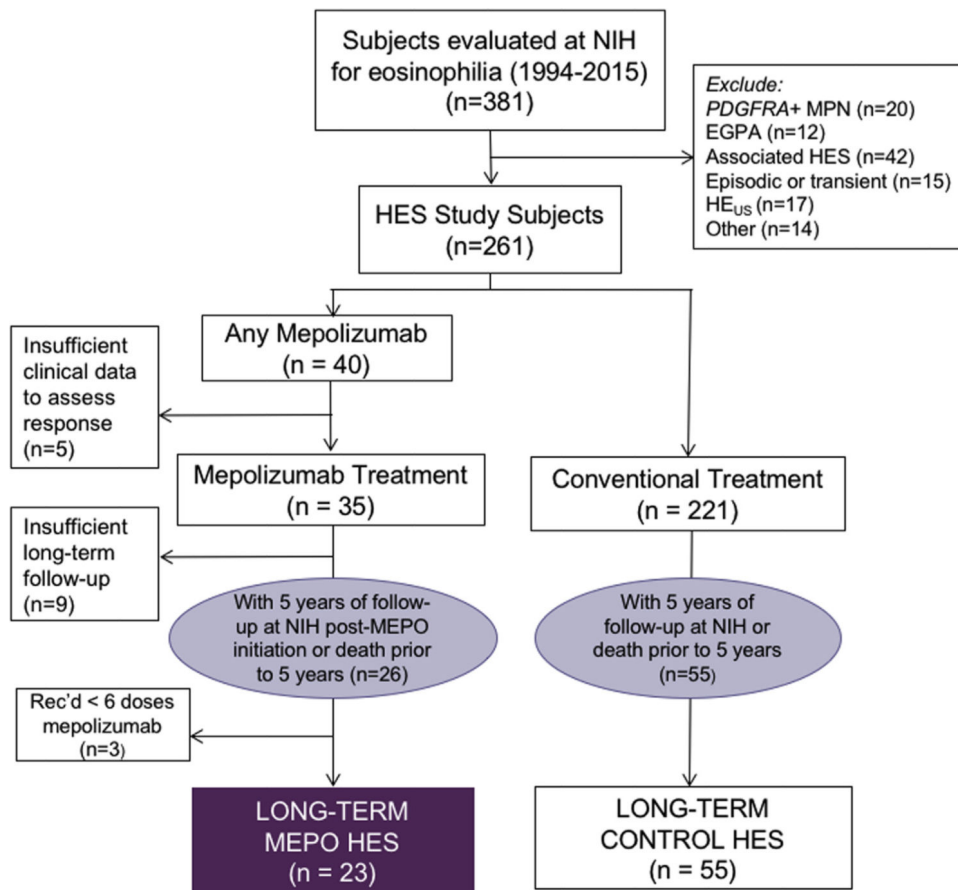 Subjects evaluated at NIH
for eosinophilia (1994-2015)
(n=381)
Exclude:
PDGFRA+ MPN (n=20)
EGPA (n=12)
Associated HES (n=42)
Episodic or transient (n=15)
HEUS (n=17)
Other (n=14)
HES Study Subjects
(n=261)
Any Mepolizumab
(n = 40)
Insufficient
clinical data
to assess
response
(n=5)
Mepolizumab Treatment
(n = 35)
Conventional Treatment
(n = 221)
Insufficient
long-term
follow-up
(n=9)
With 5 years of follow-
up at NIH post-MEPO
initiation or death prior
to 5 years (n=26)
With 5 years of
follow-up at NIH or
death prior to 5 years
(n=55)
Rec'd < 6 doses
mepolizumab
(n=3)
LONG-TERM
MEPO HES
(n = 23)
LONG-TERM
CONTROL HES
(n = 55)